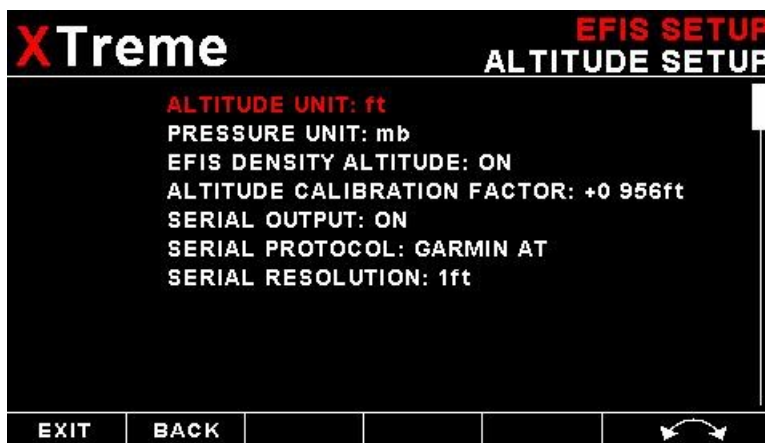 XTreme
EFIS SETUP
ALTITUDE SETUP
ALTITUDE UNIT: ft
PRESSURE UNIT: mb
EFIS DENSITY ALTITUDE: ON
ALTITUDE CALIBRATION FACTOR: +0 956ft
SERIAL OUTPUT: ON
SERIAL PROTOCOL: GARMIN AT
SERIAL RESOLUTION: 1ft
EXIT BACK